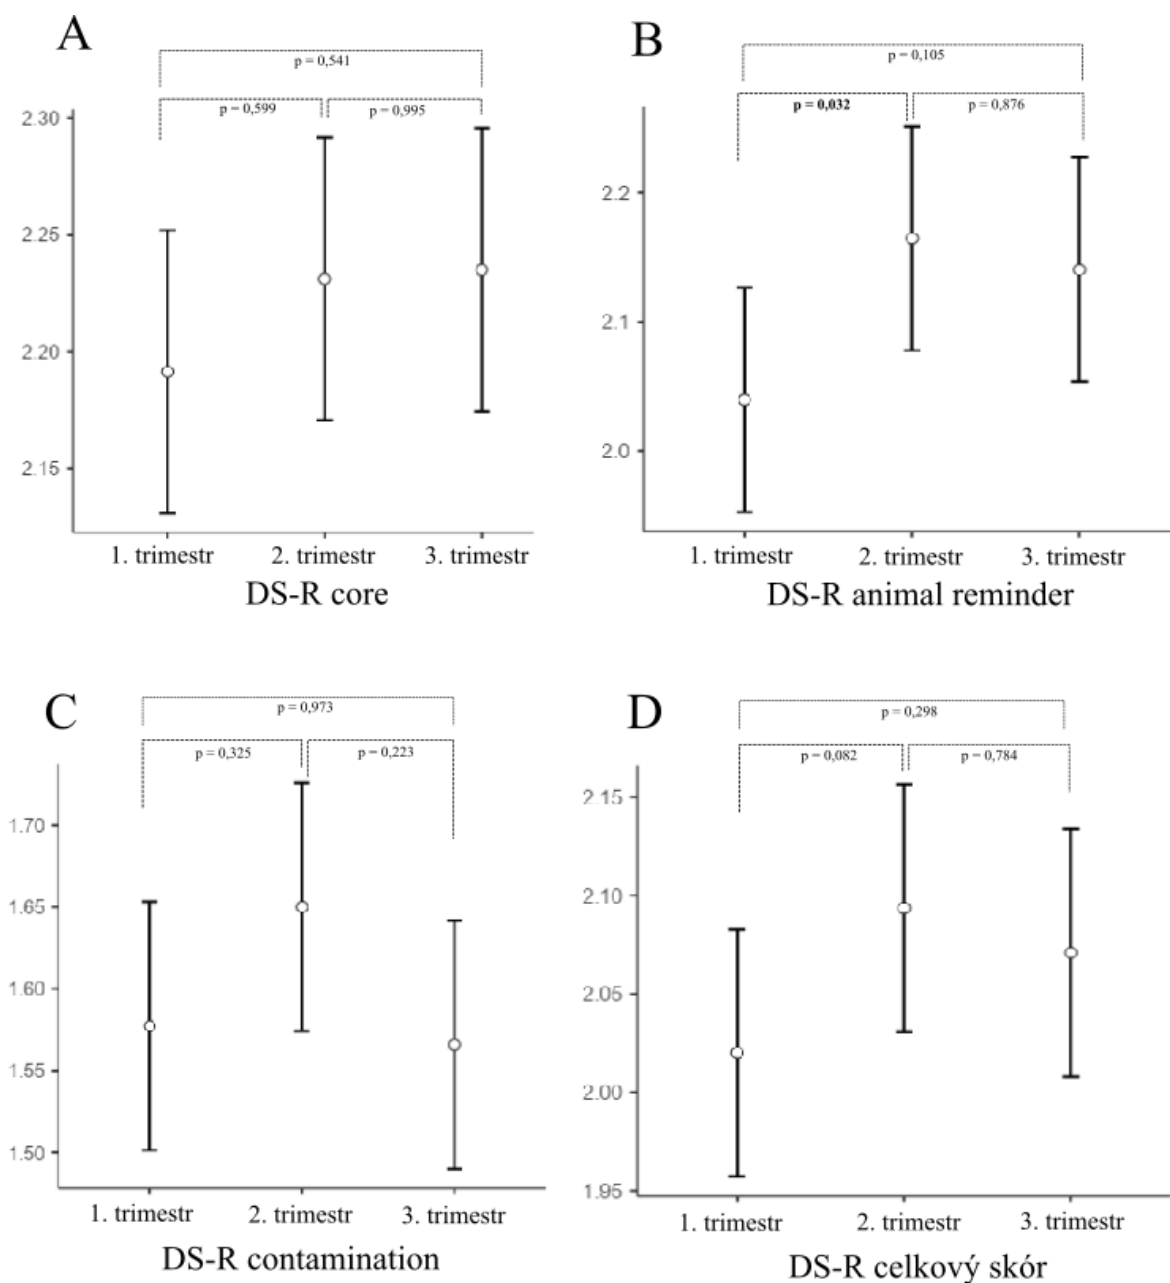 A
p = 0,541
p = 0,599
p = 0,995
2.30
2.25
2.20
2.15
1. trimestr 2. trimestr 3. trimestr
DS-R core
B
p = 0,105
p = 0,032
p = 0,876
2.2
2.1
2.0
1. trimestr 2. trimestr 3. trimestr
DS-R animal reminder
C
p = 0,973
p = 0,325
p = 0,223
1.70
1.65
1.60
1.55
1.50
1. trimestr 2. trimestr 3. trimestr
DS-R contamination
D
p = 0,298
p = 0,082
p = 0,784
2.15
2.10
2.05
2.00
1.95
1. trimestr 2. trimestr 3. trimestr
DS-R celkový skór